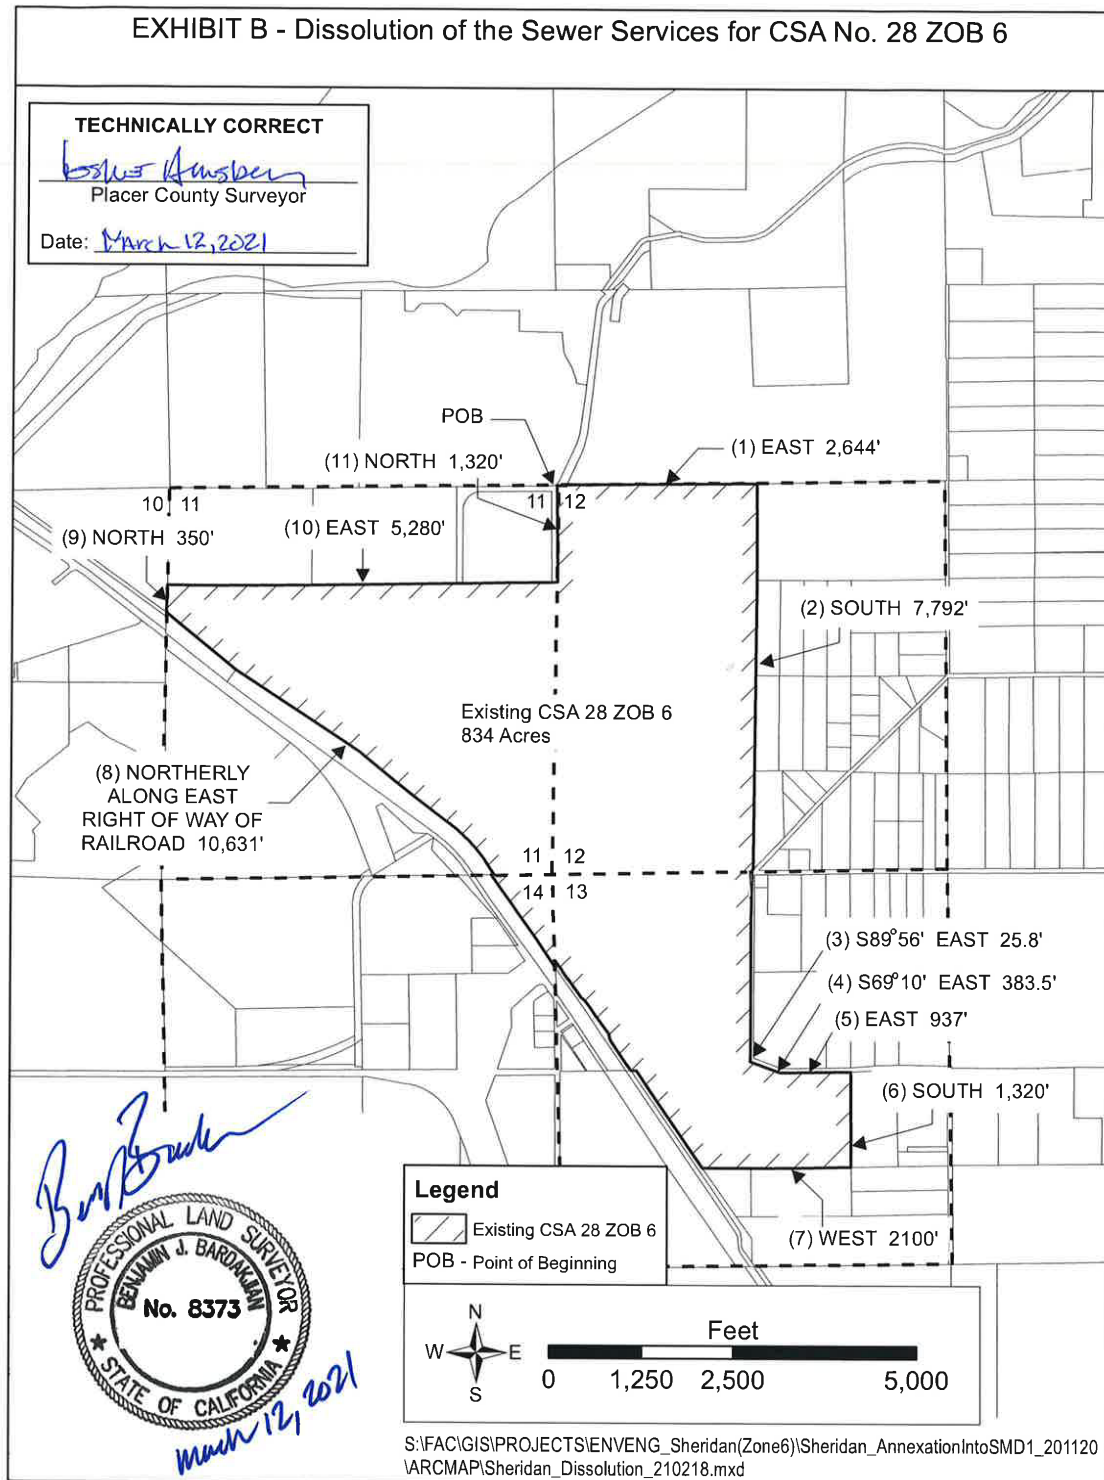 EXHIBIT B - Dissolution of the Sewer Services for CSA No. 28 ZOB 6
TECHNICALLY CORRECT
Placer County Surveyor
Date: March 12, 2021
POB
(1) EAST 2,644'
(11) NORTH 1,320'
10 11
11 12
(9) NORTH 350'
(10) EAST 5,280'
(2) SOUTH 7,792'
Existing CSA 28 ZOB 6
834 Acres
(8) NORTHERLY
ALONG EAST
RIGHT OF WAY OF
RAILROAD 10,631'
11 12
14 13
(3) S89°56' EAST 25.8'
(4) S69°10' EAST 383.5'
(5) EAST 937'
(6) SOUTH 1,320'
(7) WEST 2100'
Legend
Existing CSA 28 ZOB 6
POB - Point of Beginning
PROFESSIONAL LAND SURVEYOR
BENJAMIN J. BARDAKJIAN
No. 8373
STATE OF CALIFORNIA
March 12, 2021
N
W E
S
Feet
0 1,250 2,500 5,000
S:\FAC\GIS\PROJECTS\ENVENG_Sheridan(Zone6)\Sheridan_AnnexationIntoSMD1_201120
\ARCMAP\Sheridan_Dissolution_210218.mxd